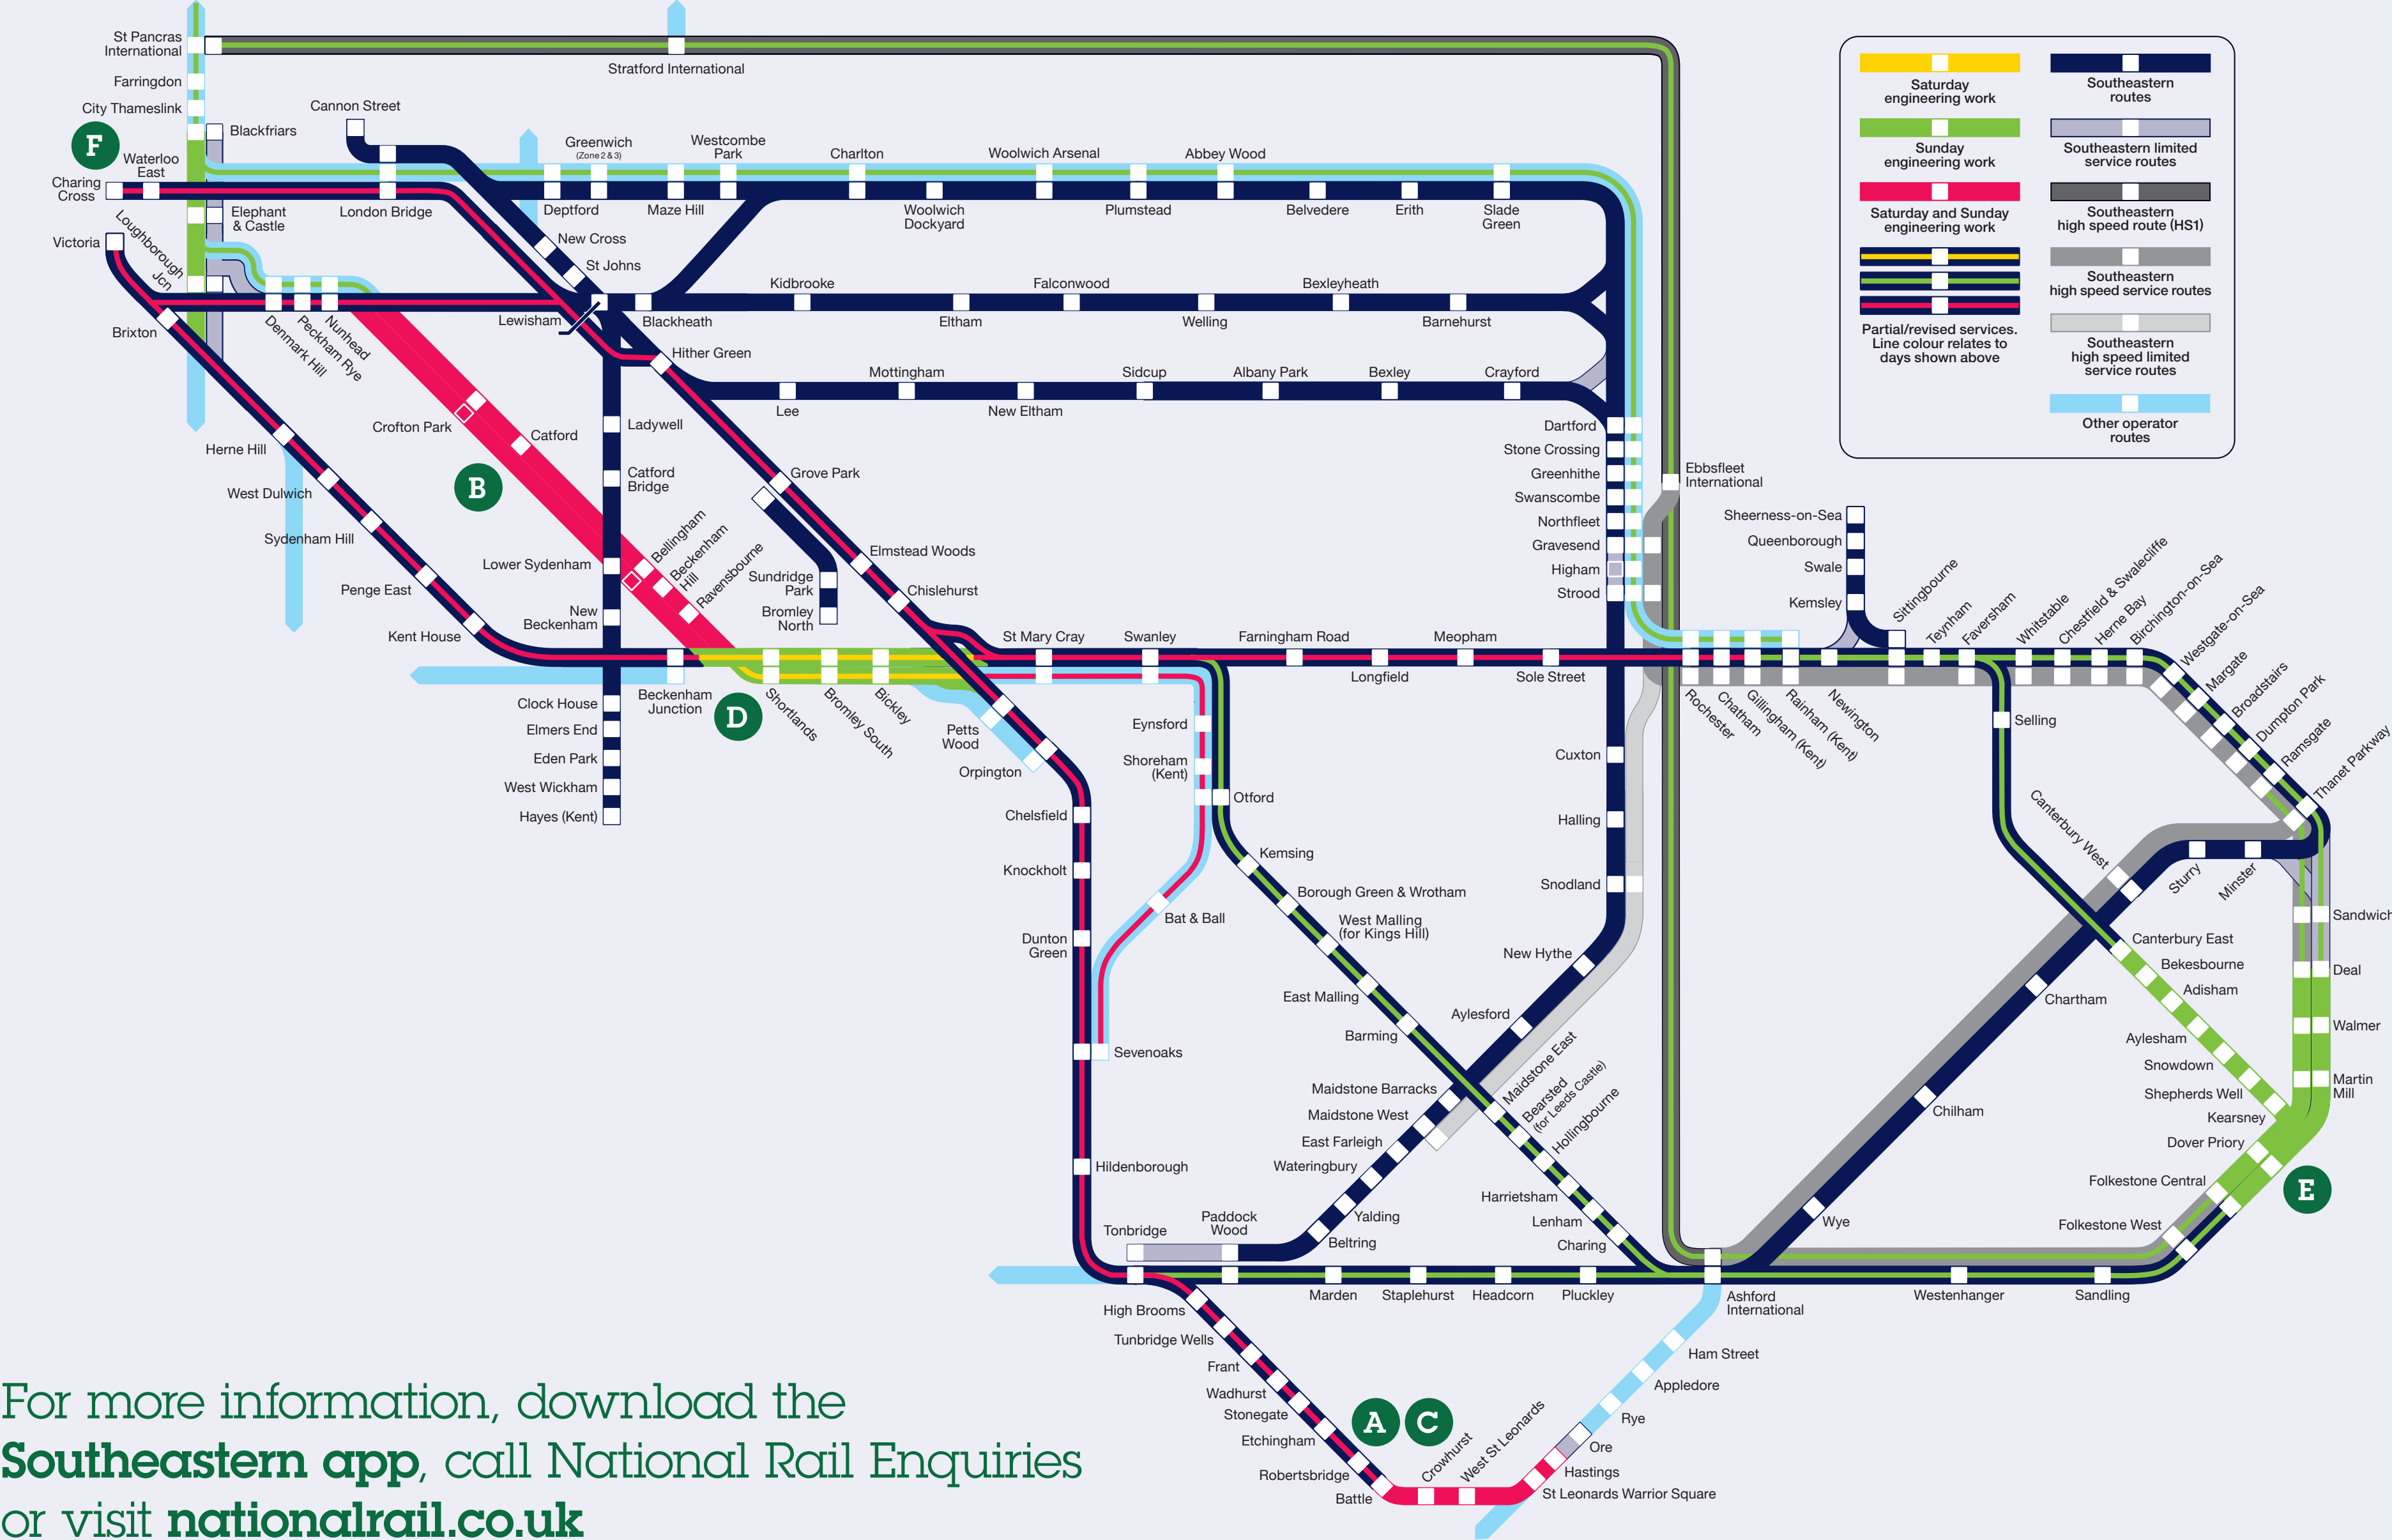 St Pancras
International
Stratford International
Farringdon
City Thameslink
Cannon Street
F
Blackfriars
Waterloo
East
Charing
Cross
London Bridge
Elephant
& Castle
Loughborough
Jcn
Victoria
Brixton
Greenwich
(Zone 2 & 3)
Westcombe
Park
Charlton
Woolwich Arsenal
Abbey Wood
Deptford
Maze Hill
Woolwich
Dockyard
Plumstead
Belvedere
Erith
Slade
Green
New Cross
St Johns
Lewisham
Blackheath
Kidbrooke
Eltham
Falconwood
Welling
Bexleyheath
Barnehurst
Denmark Hill
Peckham Rye
Nunhead
Hither Green
Lee
Mottingham
New Eltham
Sidcup
Albany Park
Bexley
Crayford
Crofton Park
Catford
B
Ladywell
Catford
Bridge
Herne Hill
West Dulwich
Sydenham Hill
Penge East
Kent House
Lower Sydenham
New
Beckenham
Bellingham
Beckenham
Hill
Ravensbourne
Grove Park
Sundridge
Park
Bromley
North
Elmstead Woods
Chislehurst
Dartford
Stone Crossing
Greenhithe
Swanscombe
Northfleet
Gravesend
Higham
Strood
Ebbsfleet
International
Sheerness-on-Sea
Queenborough
Swale
Kemsley
Sittingbourne
Teynham
Faversham
Whitstable
Chestfield & Swalecliffe
Herne Bay
Birchington-on-Sea
Westgate-on-Sea
Margate
Broadstairs
Dumpton Park
Ramsgate
Thanet Parkway
Beckenham
Junction
D
Shortlands
Bromley South
Bickley
St Mary Cray
Swanley
Farningham Road
Longfield
Meopham
Sole Street
Rochester
Chatham
Gillingham (Kent)
Rainham (Kent)
Newington
Clock House
Elmers End
Eden Park
West Wickham
Hayes (Kent)
Petts
Wood
Orpington
Chelsfield
Knockholt
Dunton
Green
Sevenoaks
Hildenborough
Eynsford
Shoreham
(Kent)
Otford
Bat & Ball
Kemsing
Borough Green & Wrotham
West Malling
(for Kings Hill)
East Malling
Barming
Maidstone East
Bearsted
(for Leeds Castle)
Hollingbourne
Harrietsham
Lenham
Charing
Cuxton
Halling
Snodland
New Hythe
Aylesford
Maidstone Barracks
Maidstone West
East Farleigh
Wateringbury
Yalding
Beltring
Selling
Canterbury West
Sturry
Minster
Sandwich
Deal
Walmer
Martin
Mill
Canterbury East
Bekesbourne
Adisham
Aylesham
Snowdown
Shepherds Well
Kearsney
Dover Priory
E
Folkestone Central
Folkestone West
Chartham
Chilham
Wye
Tonbridge
Paddock
Wood
Marden
Staplehurst
Headcorn
Pluckley
Ashford
International
Westenhanger
Sandling
High Brooms
Tunbridge Wells
Frant
Wadhurst
Stonegate
Etchingham
Robertsbridge
Battle
A
C
Crowhurst
West St Leonards
St Leonards Warrior Square
Hastings
Ore
Rye
Appledore
Ham Street
Saturday
engineering work
Sunday
engineering work
Saturday and Sunday
engineering work
Partial/revised services.
Line colour relates to
days shown above
Southeastern
routes
Southeastern limited
service routes
Southeastern
high speed route (HS1)
Southeastern
high speed service routes
Southeastern
high speed limited
service routes
Other operator
routes
For more information, download the
Southeastern app, call National Rail Enquiries
or visit nationalrail.co.uk